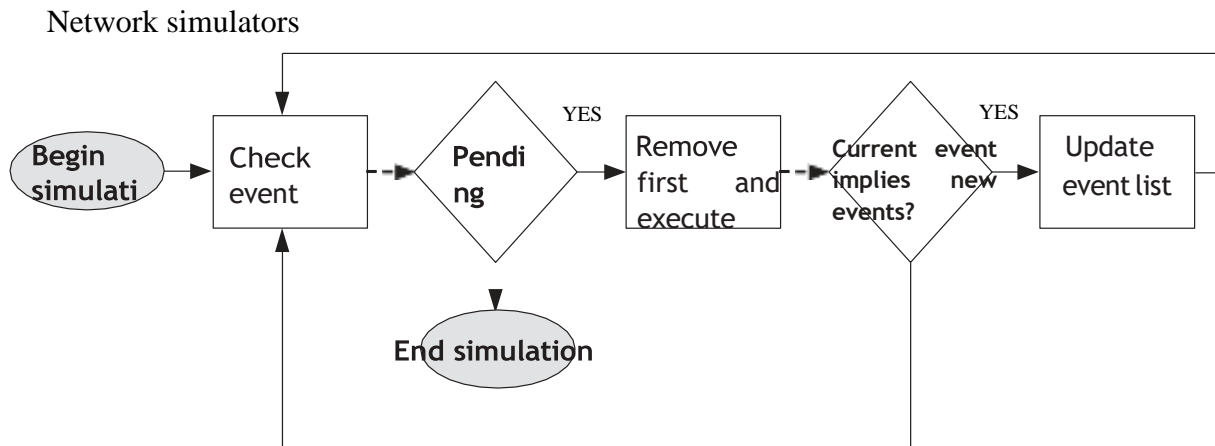 Network simulators
Begin
simulati
Check
event
Pendi
ng
YES
Remove
first and
execute
Current event
implies new
events?
YES
Update
event list
End simulation